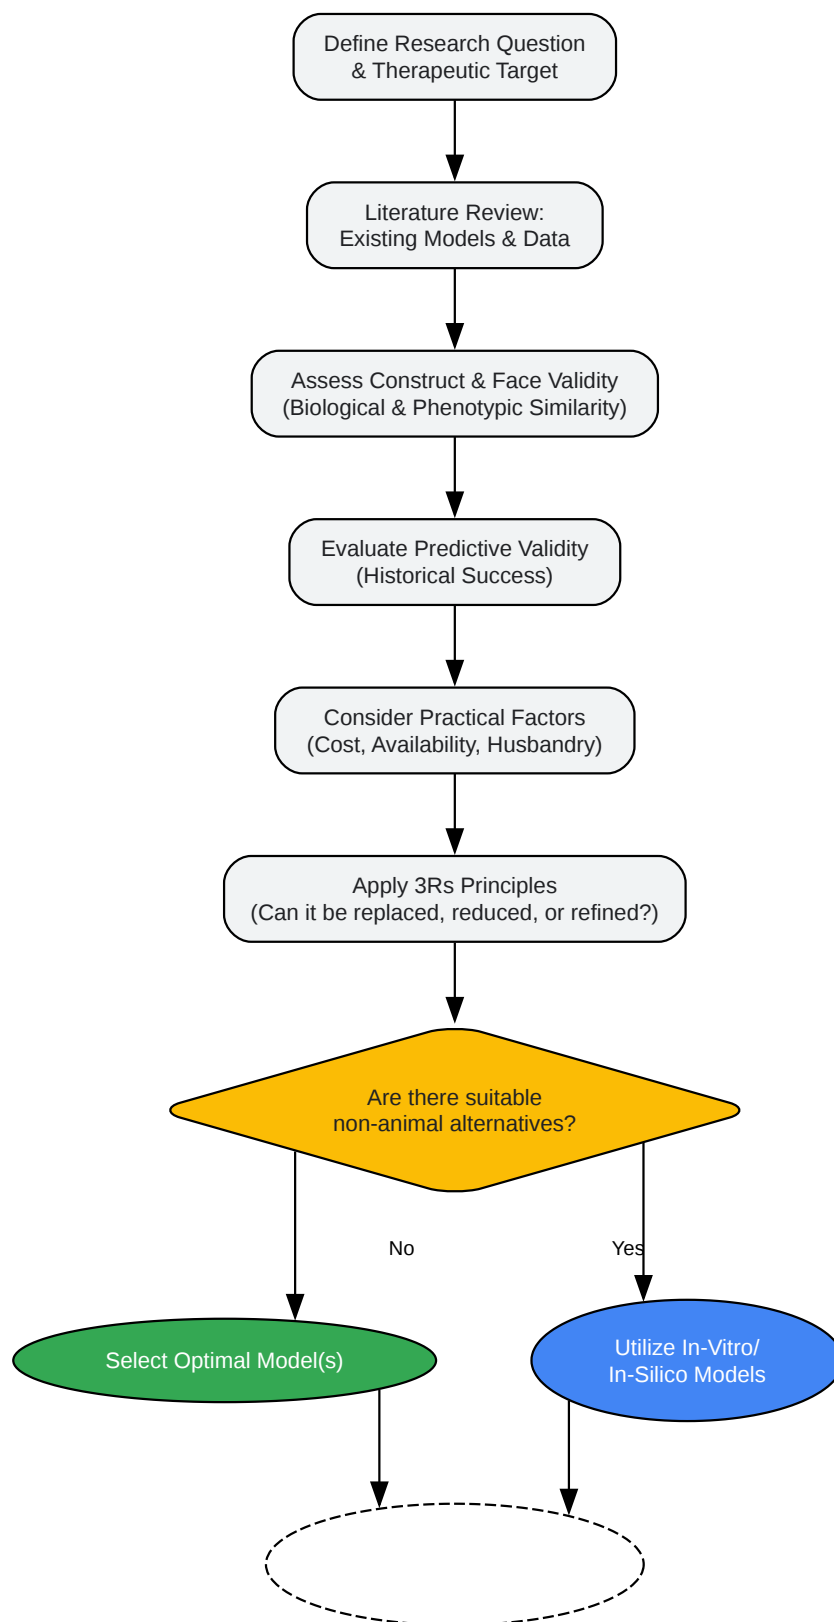 Define Research Question
& Therapeutic Target
Literature Review:
Existing Models & Data
Assess Construct & Face Validity
(Biological & Phenotypic Similarity)
Evaluate Predictive Validity
(Historical Success)
Consider Practical Factors
(Cost, Availability, Husbandry)
Apply 3Rs Principles
(Can it be replaced, reduced, or refined?)
Are there suitable
non-animal alternatives?
No
Yes
Select Optimal Model(s)
Utilize In-Vitro/
In-Silico Models